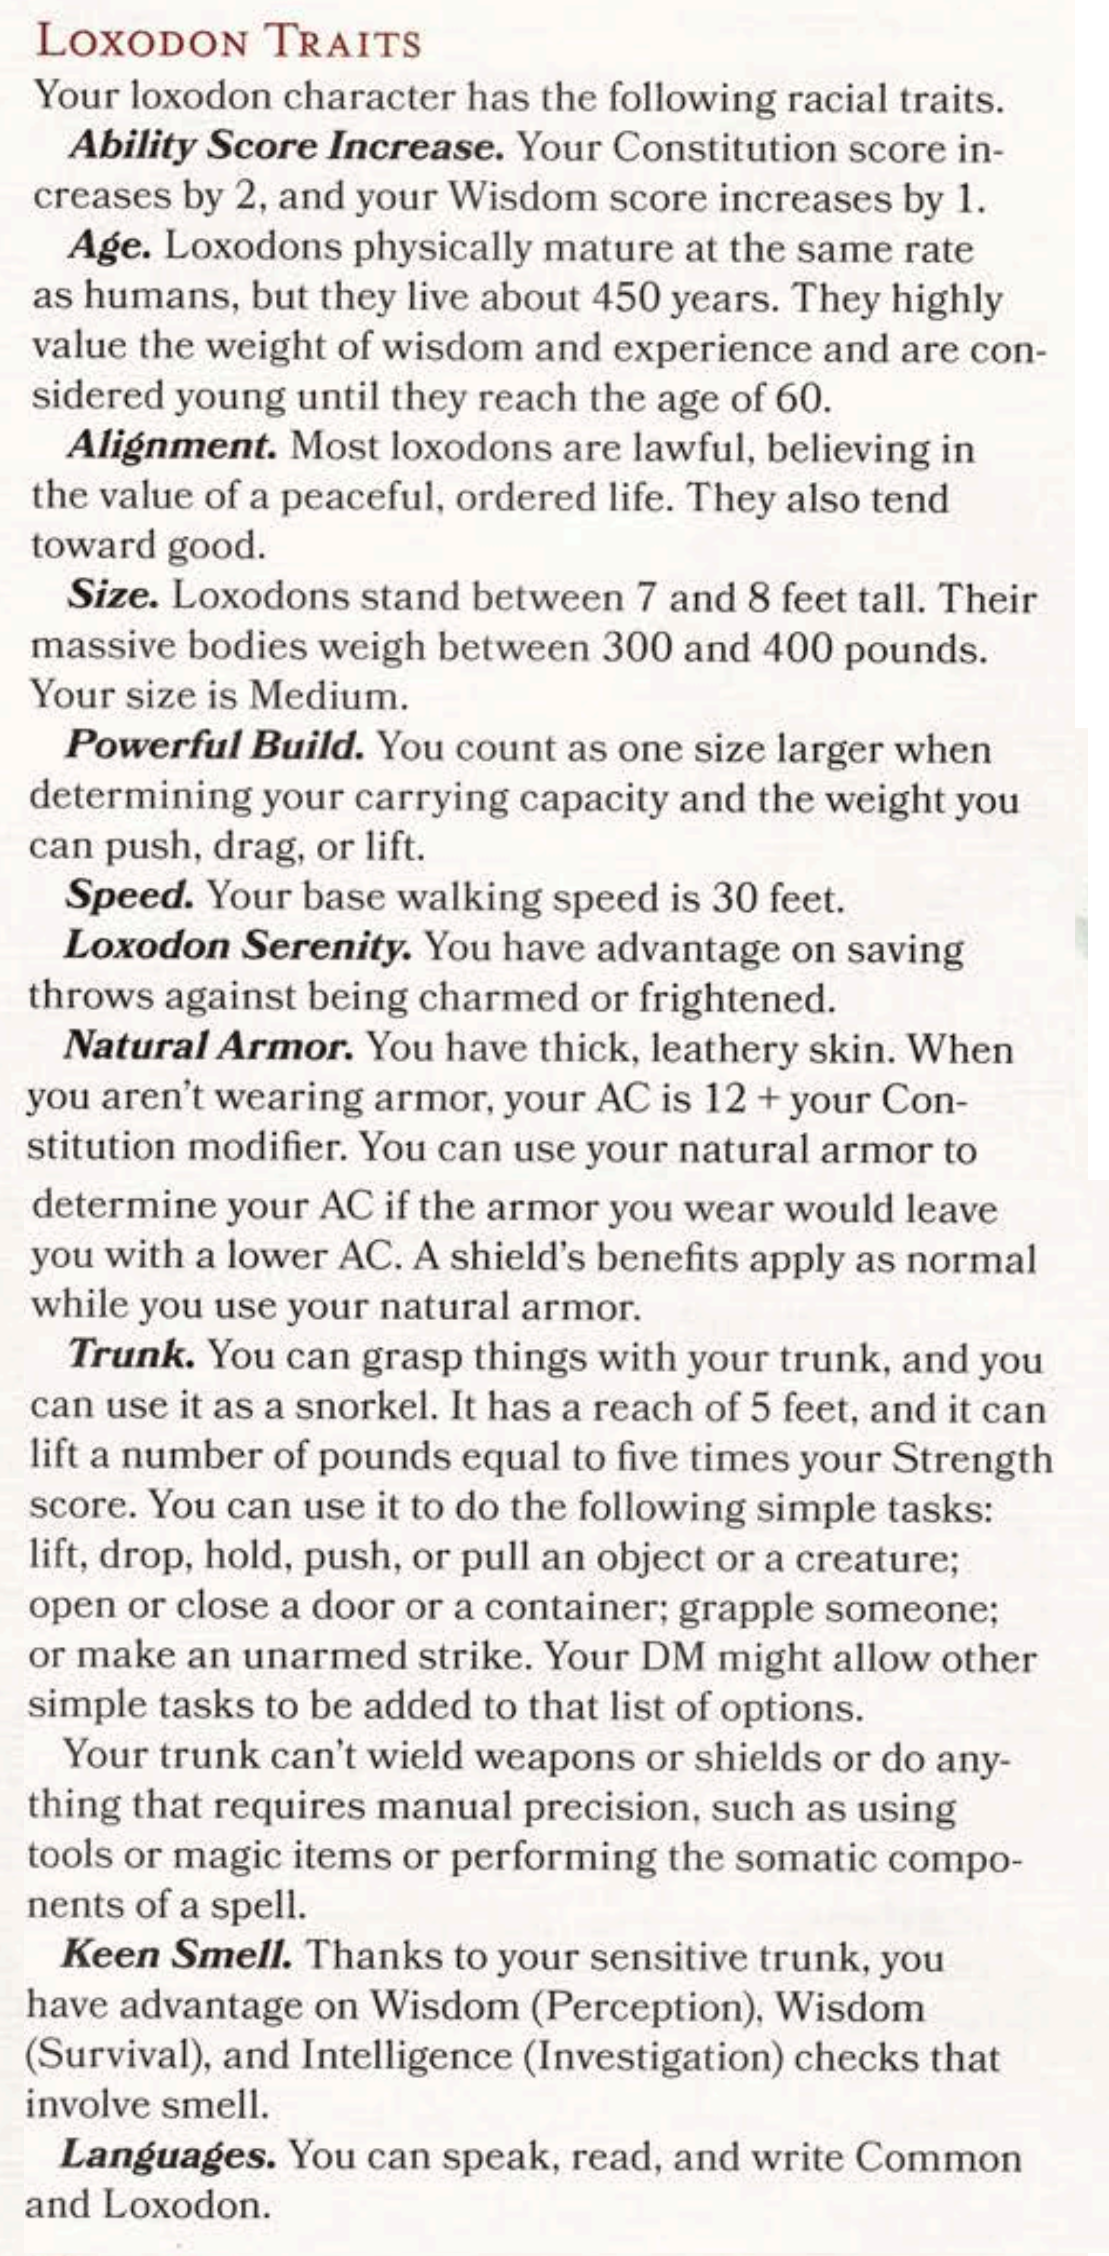 LOXODON TRAITS
Your loxodon character has the following racial traits.
Ability Score Increase. Your Constitution score in-
creases by 2, and your Wisdom score increases by 1.
Age. Loxodons physically mature at the same rate
as humans, but they live about 450 years. They highly
value the weight of wisdom and experience and are con-
sidered young until they reach the age of 60.
Alignment. Most loxodons are lawful, believing in
the value of a peaceful, ordered life. They also tend
toward good.
Size. Loxodons stand between 7 and 8 feet tall. Their
massive bodies weigh between 300 and 400 pounds.
Your size is Medium.
Powerful Build. You count as one size larger when
determining your carrying capacity and the weight you
can push, drag, or lift.
Speed. Your base walking speed is 30 feet.
Loxodon Serenity. You have advantage on saving
throws against being charmed or frightened.
Natural Armor. You have thick, leathery skin. When
you aren't wearing armor, your AC is 12 + your Con-
stitution modifier. You can use your natural armor to
determine your AC if the armor you wear would leave
you with a lower AC. A shield's benefits apply as normal
while you use your natural armor.
Trunk. You can grasp things with your trunk, and you
can use it as a snorkel. It has a reach of 5 feet, and it can
lift a number of pounds equal to five times your Strength
score. You can use it to do the following simple tasks:
lift, drop, hold, push, or pull an object or a creature;
open or close a door or a container; grapple someone;
or make an unarmed strike. Your DM might allow other
simple tasks to be added to that list of options.
Your trunk can't wield weapons or shields or do any-
thing that requires manual precision, such as using
tools or magic items or performing the somatic compo-
nents of a spell.
Keen Smell. Thanks to your sensitive trunk, you
have advantage on Wisdom (Perception), Wisdom
(Survival), and Intelligence (Investigation) checks that
involve smell.
Languages. You can speak, read, and write Common
and Loxodon.